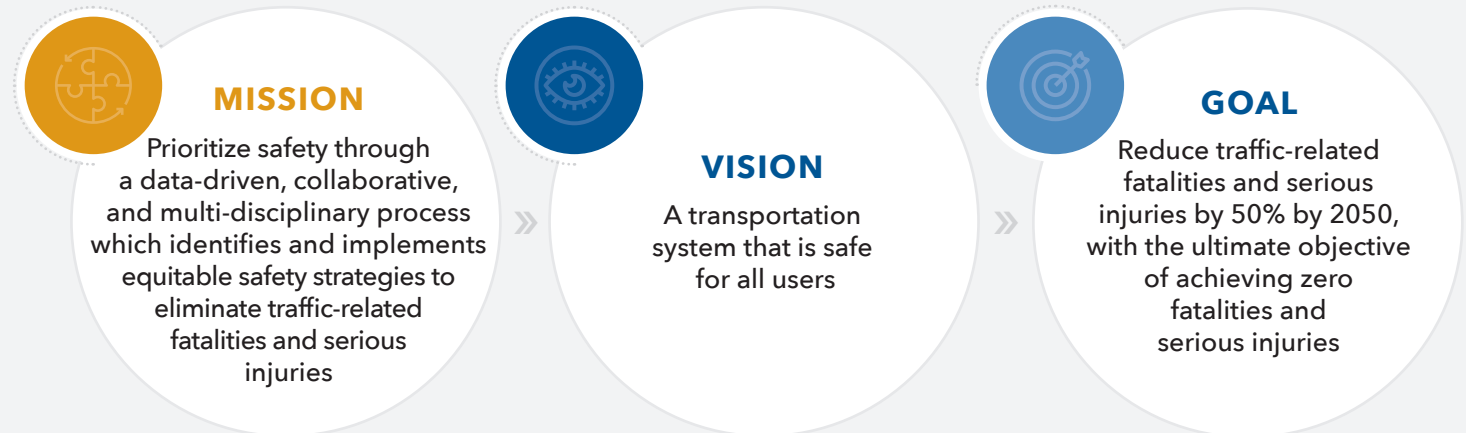 MISSION
Prioritize safety through
a data-driven, collaborative,
and multi-disciplinary process
which identifies and implements
equitable safety strategies to
eliminate traffic-related
fatalities and serious
injuries
VISION
A transportation
system that is safe
for all users
GOAL
Reduce traffic-related
fatalities and serious
injuries by 50% by 2050,
with the ultimate objective
of achieving zero
fatalities and
serious injuries